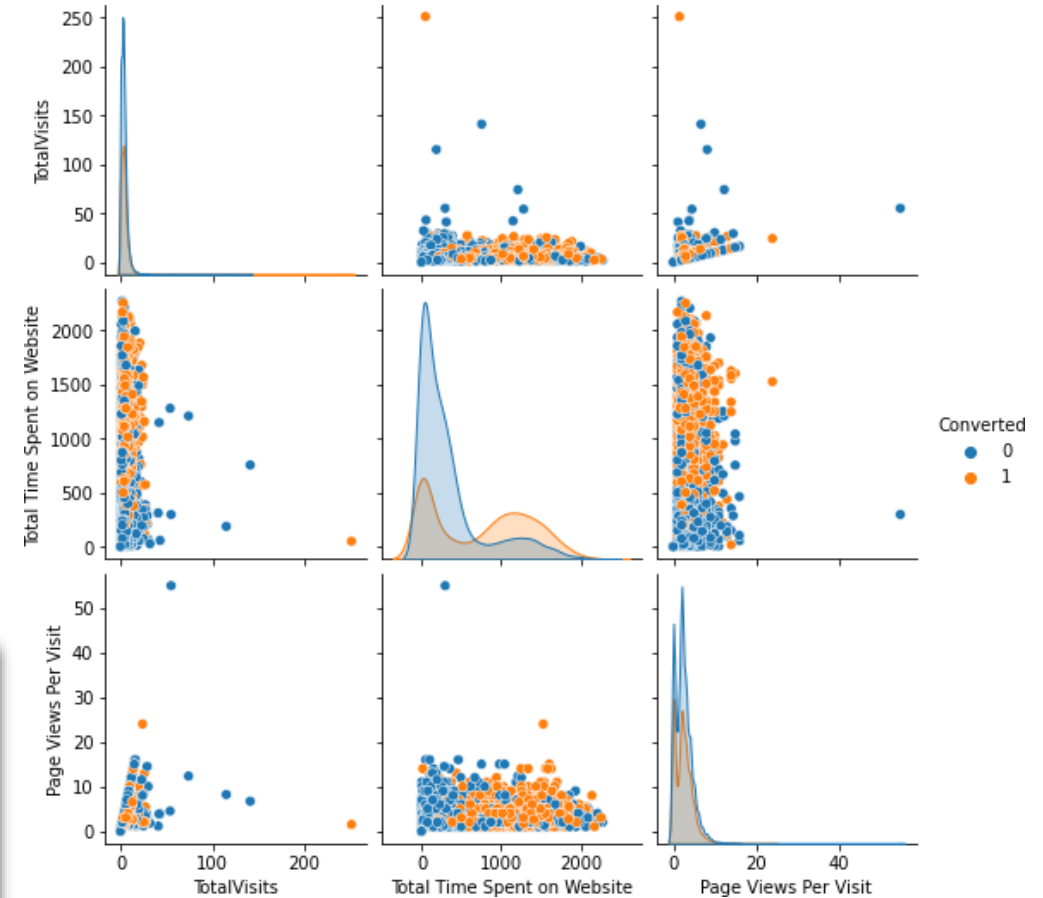 250
200
150
100
50
0
TotalVisits
2000
1500
1000
500
0
Total Time Spent on Website
Converted
0
1
50
40
30
20
10
0
Page Views Per Visit
0 100 200
0 1000 2000
0 20 40
TotalVisits
Total Time Spent on Website
Page Views Per Visit